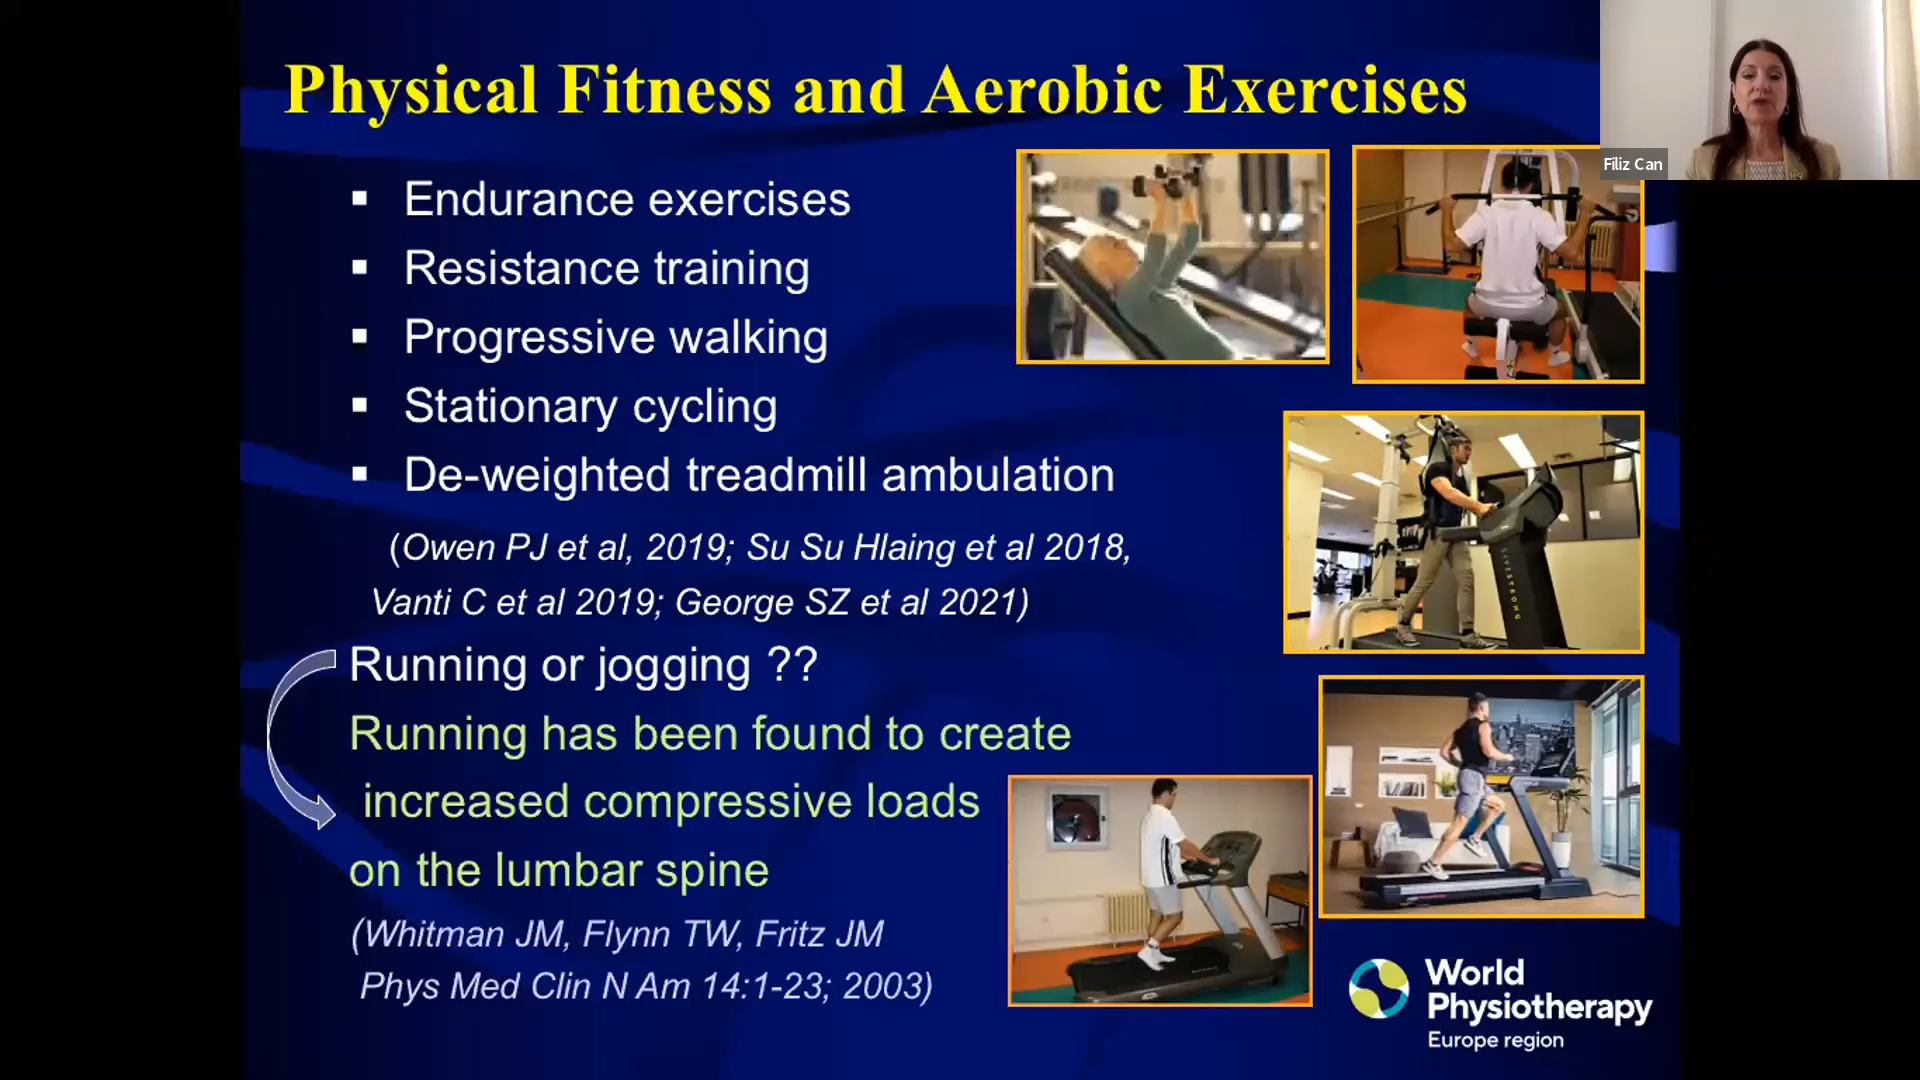 Physical Fitness and Aerobic Exercises
Filiz Can
▪ Endurance exercises
▪ Resistance training
▪ Progressive walking
▪ Stationary cycling
▪ De-weighted treadmill ambulation
(Owen PJ et al, 2019; Su Su Hlaing et al 2018,
Vanti C et al 2019; George SZ et al 2021)
Running or jogging ??
Running has been found to create
increased compressive loads
on the lumbar spine
(Whitman JM, Flynn TW, Fritz JM
Phys Med Clin N Am 14:1-23; 2003)
LIVESTRONG
World
Physiotherapy
Europe region